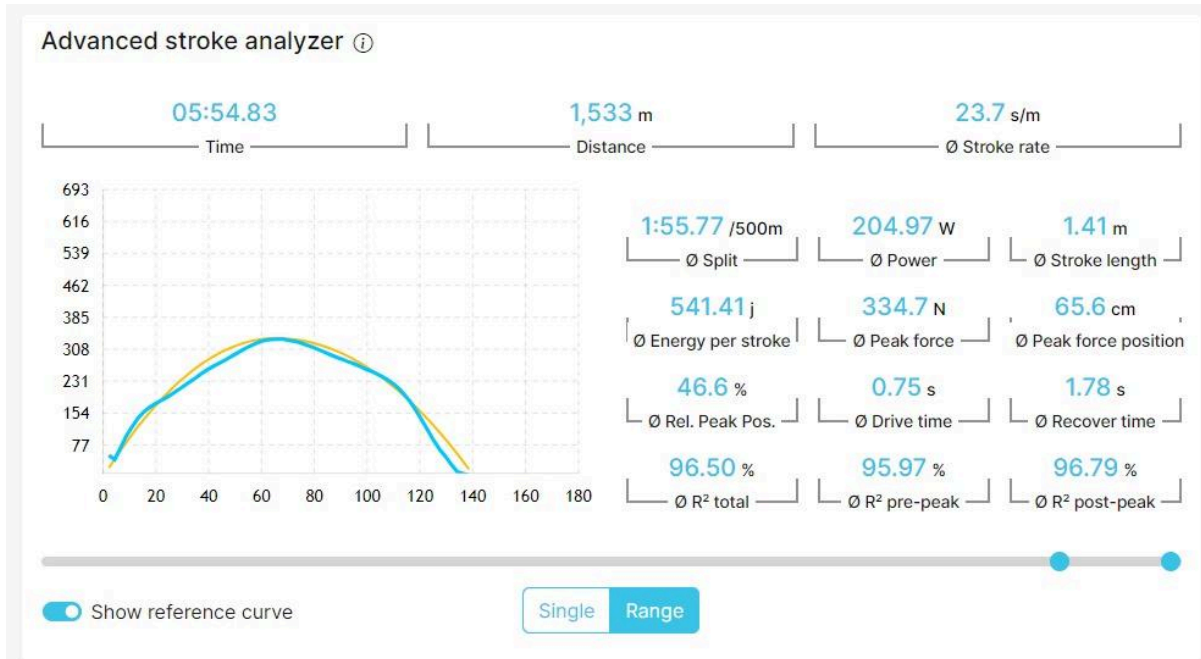 Advanced stroke analyzer i
05:54.83 1,533 m 23.7 s/m
Time Distance Ø Stroke rate
693
616
539
462
385
308
231
154
77
0 20 40 60 80 100 120 140 160 180
1:55.77 /500m 204.97 W 1.41 m
Ø Split Ø Power Ø Stroke length
541.41 j 334.7 N 65.6 cm
Ø Energy per stroke Ø Peak force Ø Peak force position
46.6 % 0.75 s 1.78 s
Ø Rel. Peak Pos. Ø Drive time Ø Recover time
96.50 % 95.97 % 96.79 %
Ø R² total Ø R² pre-peak Ø R² post-peak
Show reference curve Single Range